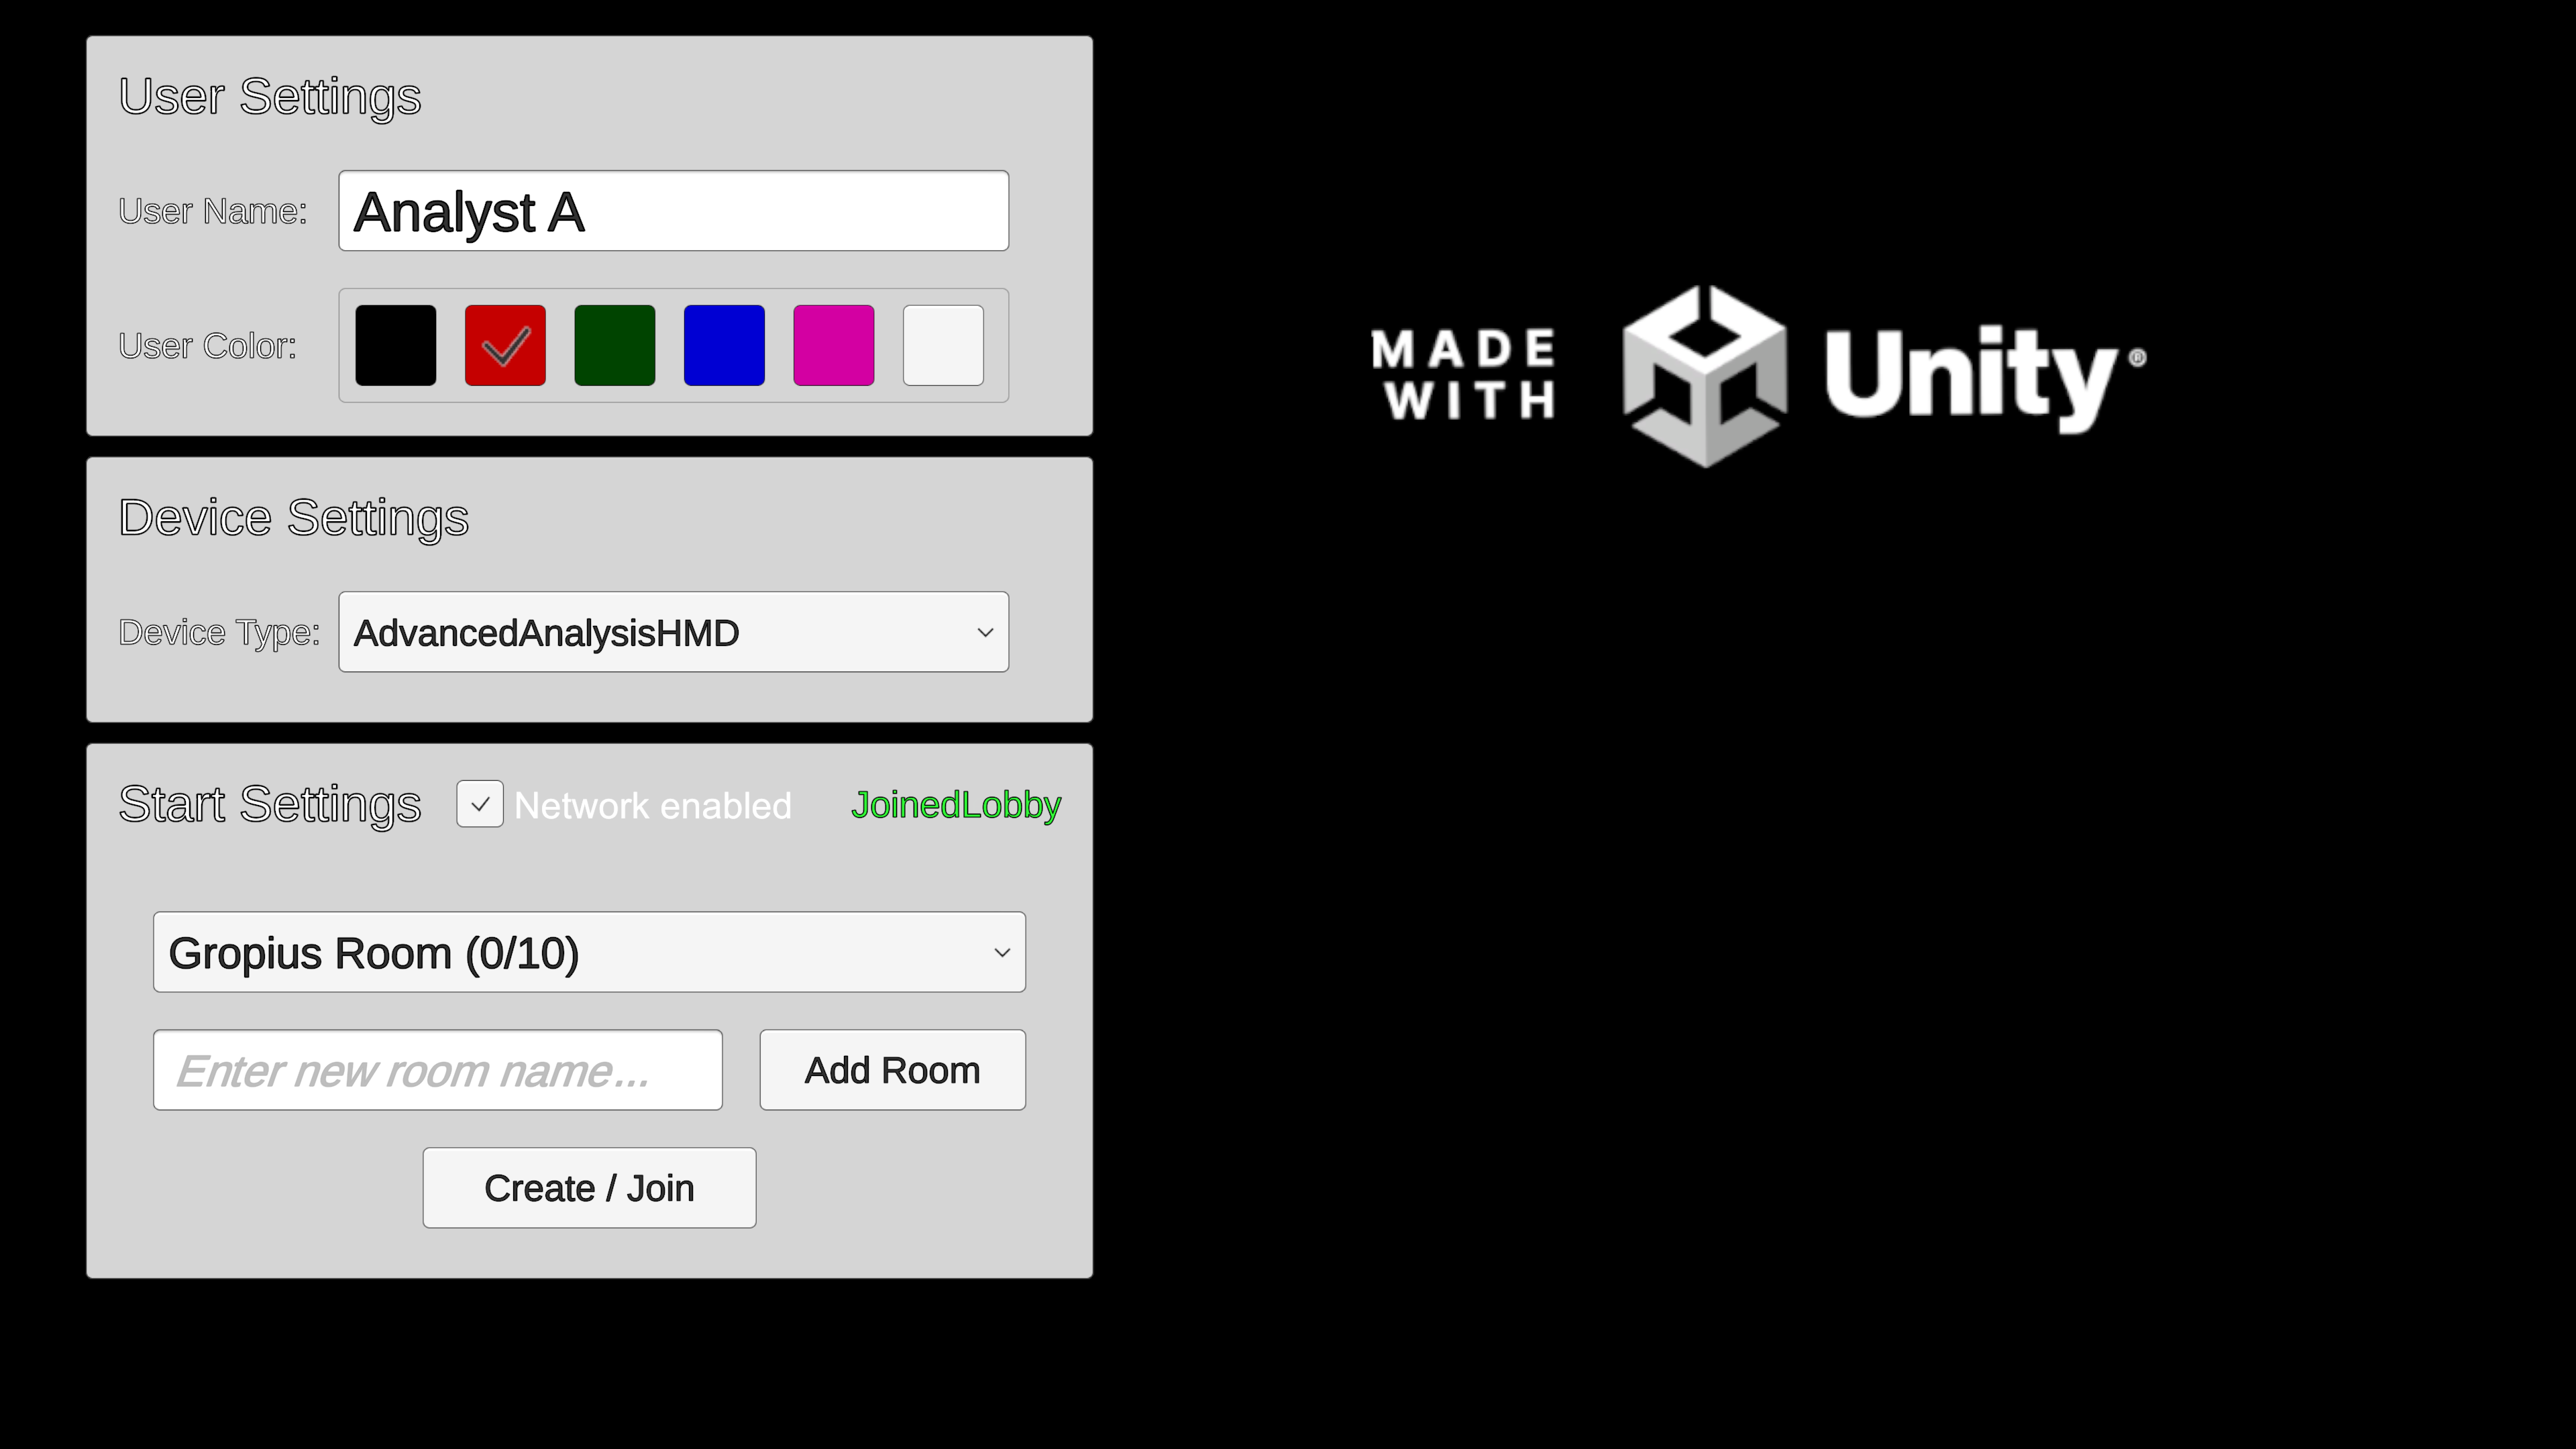 User Settings
User Name:
Analyst A
User Color:
Device Settings
Device Type:
AdvancedAnalysisHMD
Start Settings
Network enabled
JoinedLobby
Gropius Room (0/10)
Enter new room name...
Add Room
Create / Join
MADE
WITH
Unity®